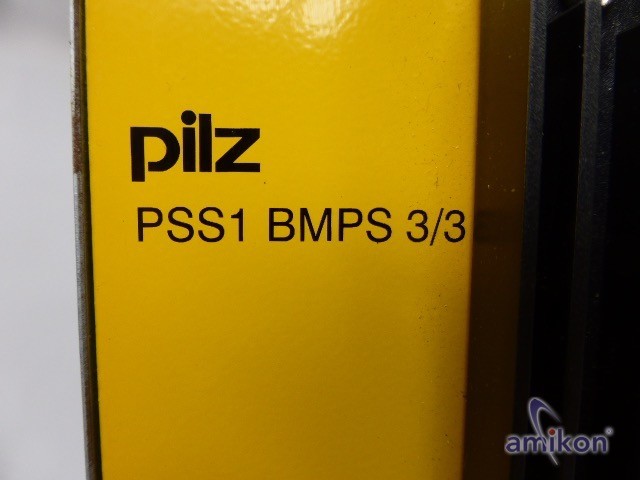 pilz
PSS1 BMPS 3/3
amikon®